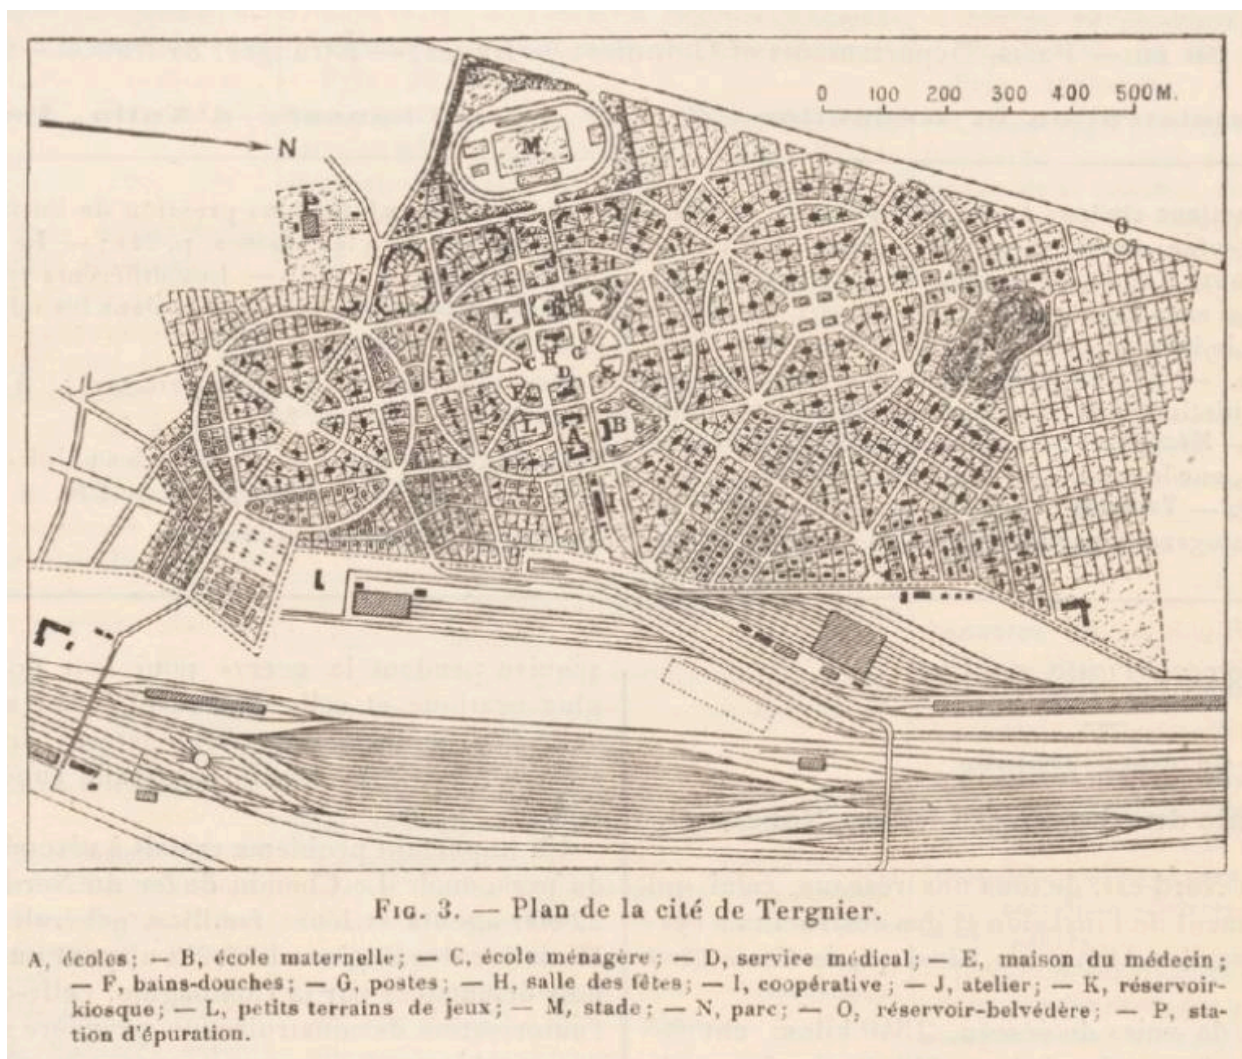 0 100 200 300 400 500 M.
N
M
P
O
J
L
K
N
H
G
C
D
E
F
L
A
B
I
FIG. 3. — Plan de la cité de Tergnier.
A, écoles; — B, école maternelle; — C, école ménagère; — D, service médical; — E, maison du médecin;
— F, bains-douches; — G, postes; — H, salle des fêtes; — I, coopérative; — J, atelier; — K, réservoir-
kiosque; — L, petits terrains de jeux; — M, stade; — N, parc; — O, réservoir-belvédère; — P, sta-
tion d'épuration.